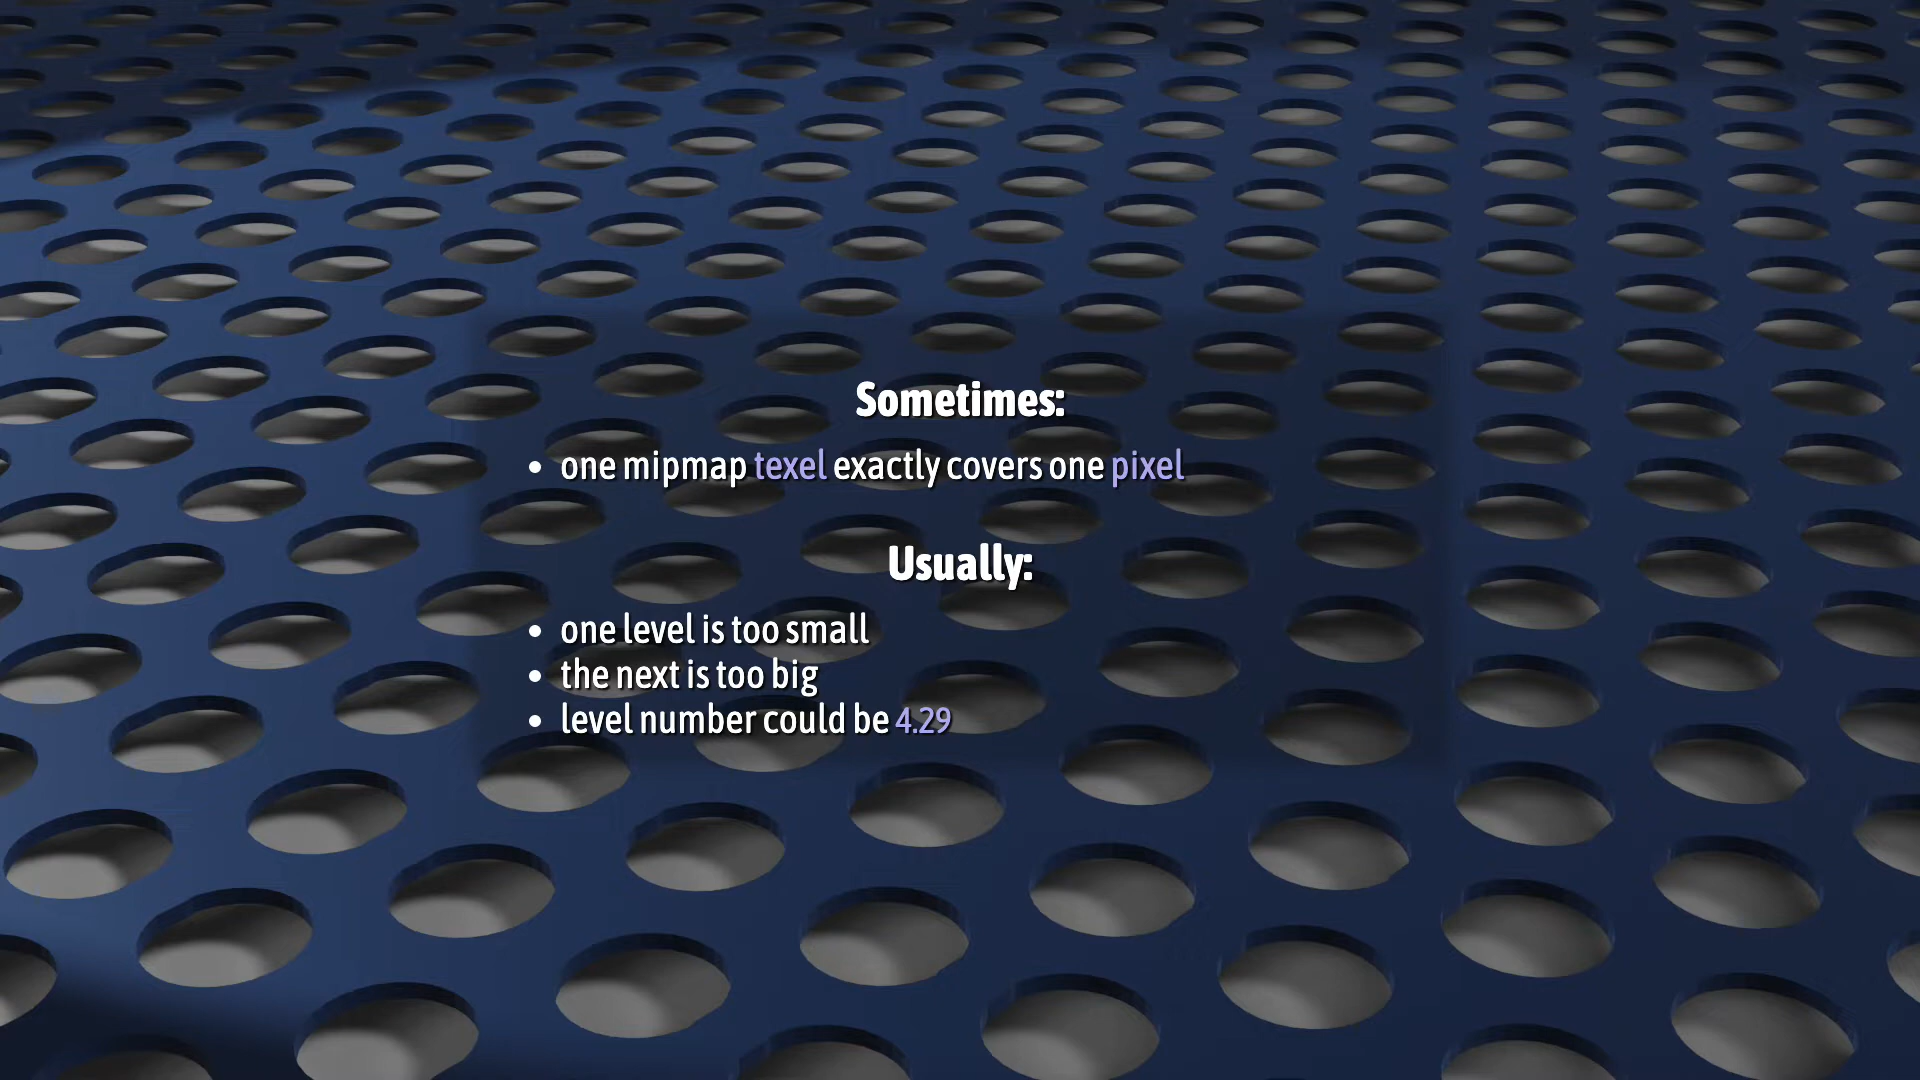 Sometimes:
• one mipmap texel exactly covers one pixel
Usually:
• one level is too small
• the next is too big
• level number could be 4.29